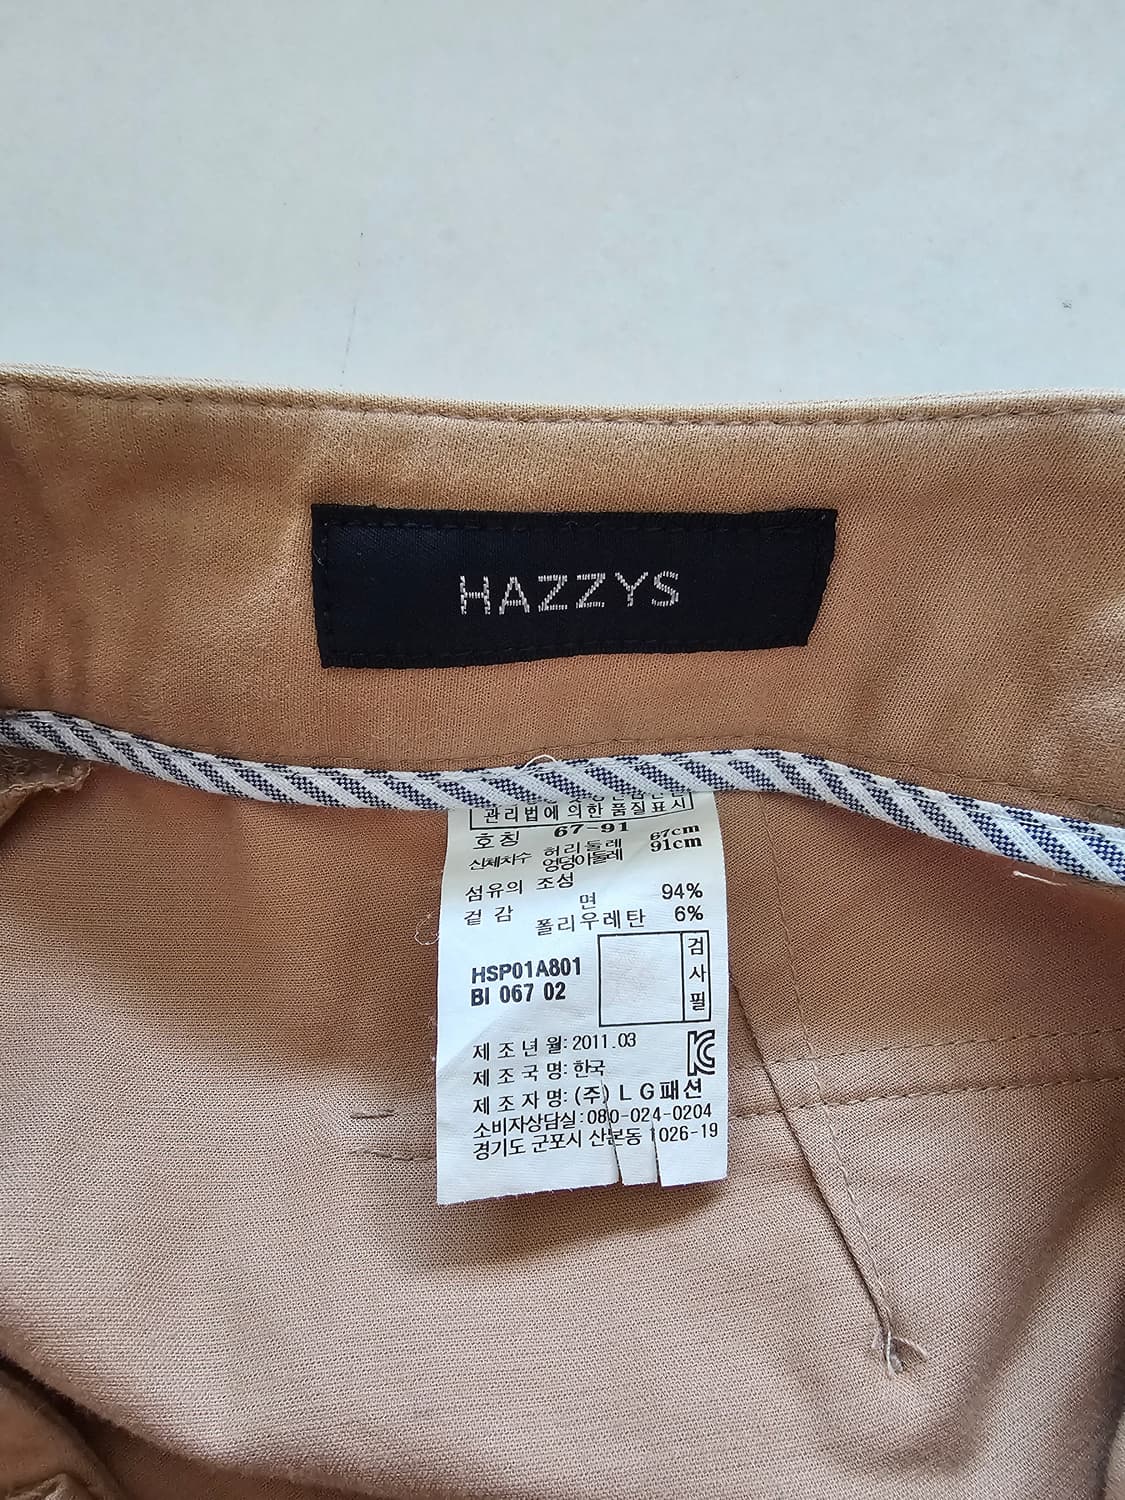 HAZZYS
관리법에 의한 품질표시
호칭 67-91
신체치수 허리둘레 67cm
엉덩이둘레 91cm
섬유의 조성
겉감 면 94%
폴리우레탄 6%
HSP01A801
BI 067 02
검사필
제조년월: 2011.03
제조국명: 한국
제조자명: (주) LG패션
소비자상담실: 080-024-0204
경기도 군포시 산본동 1026-19